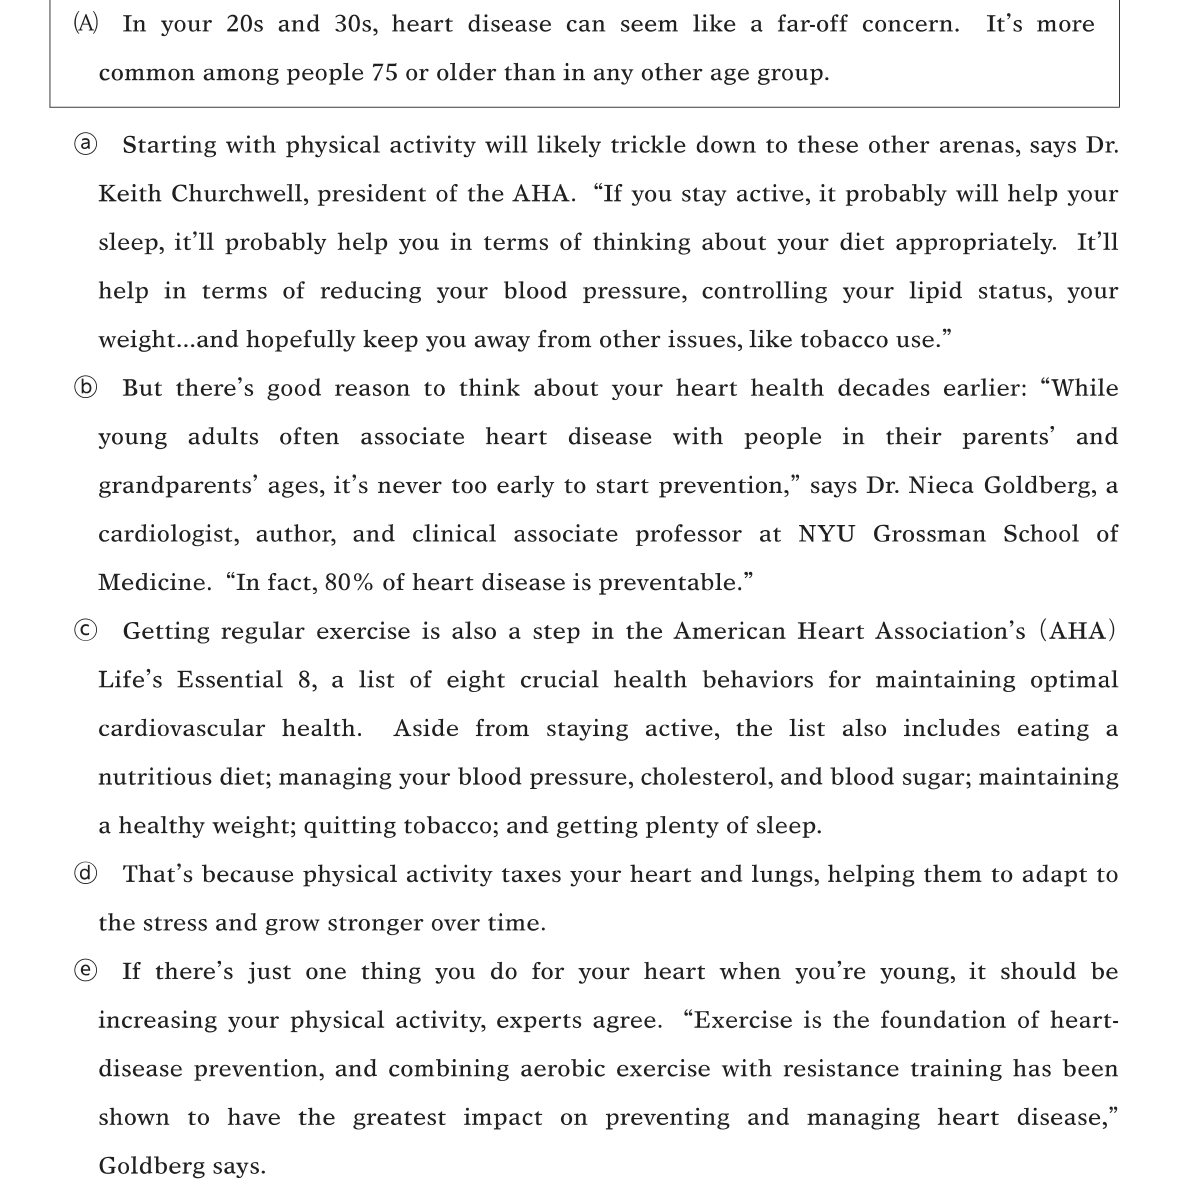 (A) In your 20s and 30s, heart disease can seem like a far-off concern. It’s more
common among people 75 or older than in any other age group.
ⓐ Starting with physical activity will likely trickle down to these other arenas, says Dr.
Keith Churchwell, president of the AHA. “If you stay active, it probably will help your
sleep, it’ll probably help you in terms of thinking about your diet appropriately. It’ll
help in terms of reducing your blood pressure, controlling your lipid status, your
weight...and hopefully keep you away from other issues, like tobacco use.”
ⓑ But there’s good reason to think about your heart health decades earlier: “While
young adults often associate heart disease with people in their parents’ and
grandparents’ ages, it’s never too early to start prevention,” says Dr. Nieca Goldberg, a
cardiologist, author, and clinical associate professor at NYU Grossman School of
Medicine. “In fact, 80% of heart disease is preventable.”
ⓒ Getting regular exercise is also a step in the American Heart Association’s (AHA)
Life’s Essential 8, a list of eight crucial health behaviors for maintaining optimal
cardiovascular health. Aside from staying active, the list also includes eating a
nutritious diet; managing your blood pressure, cholesterol, and blood sugar; maintaining
a healthy weight; quitting tobacco; and getting plenty of sleep.
ⓓ That’s because physical activity taxes your heart and lungs, helping them to adapt to
the stress and grow stronger over time.
ⓔ If there’s just one thing you do for your heart when you’re young, it should be
increasing your physical activity, experts agree. “Exercise is the foundation of heart-
disease prevention, and combining aerobic exercise with resistance training has been
shown to have the greatest impact on preventing and managing heart disease,”
Goldberg says.